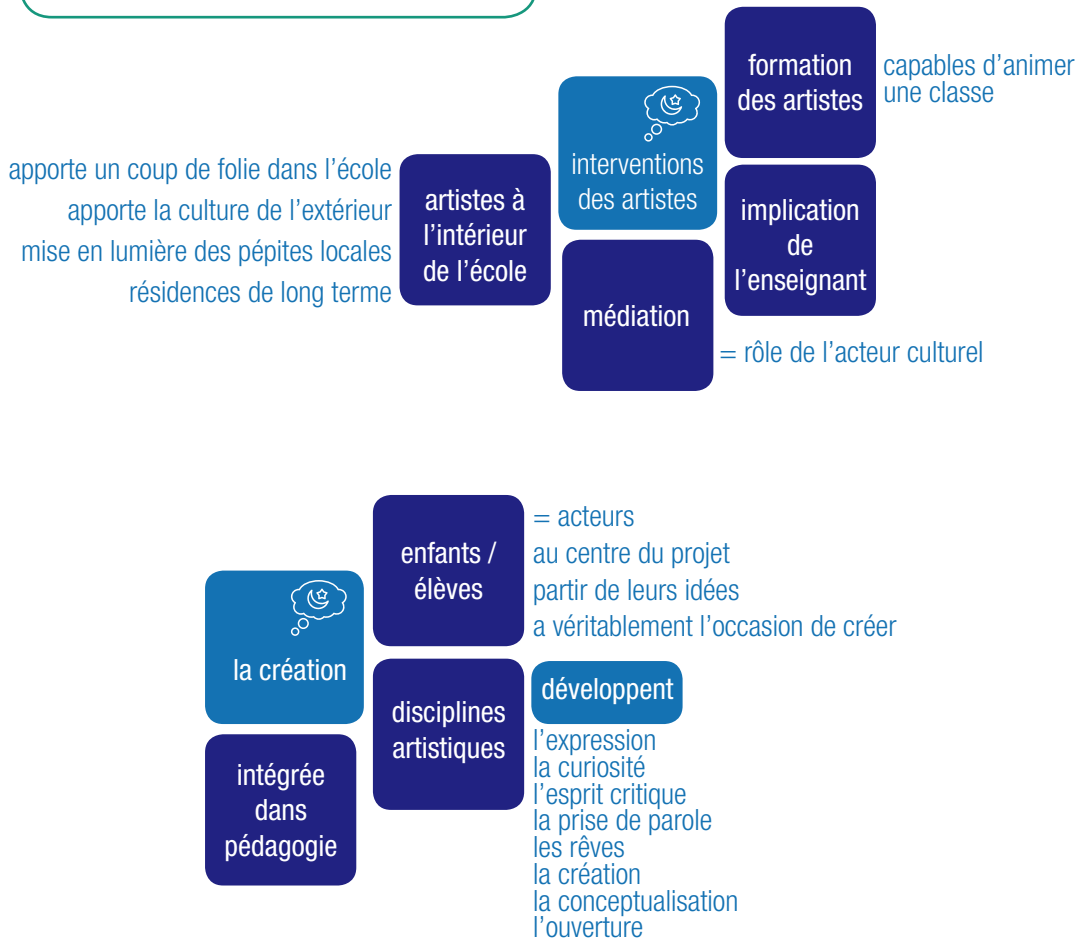 formation
des artistes
capables d’animer
une classe
interventions
des artistes
apporte un coup de folie dans l’école
apporte la culture de l’extérieur
mise en lumière des pépites locales
résidences de long terme
artistes à
l’intérieur
de l’école
implication
de
l’enseignant
médiation
= rôle de l’acteur culturel
enfants /
élèves
= acteurs
au centre du projet
partir de leurs idées
a véritablement l’occasion de créer
la création
disciplines
artistiques
développent
l’expression
la curiosité
l’esprit critique
la prise de parole
les rêves
la création
la conceptualisation
l’ouverture
intégrée
dans
pédagogie